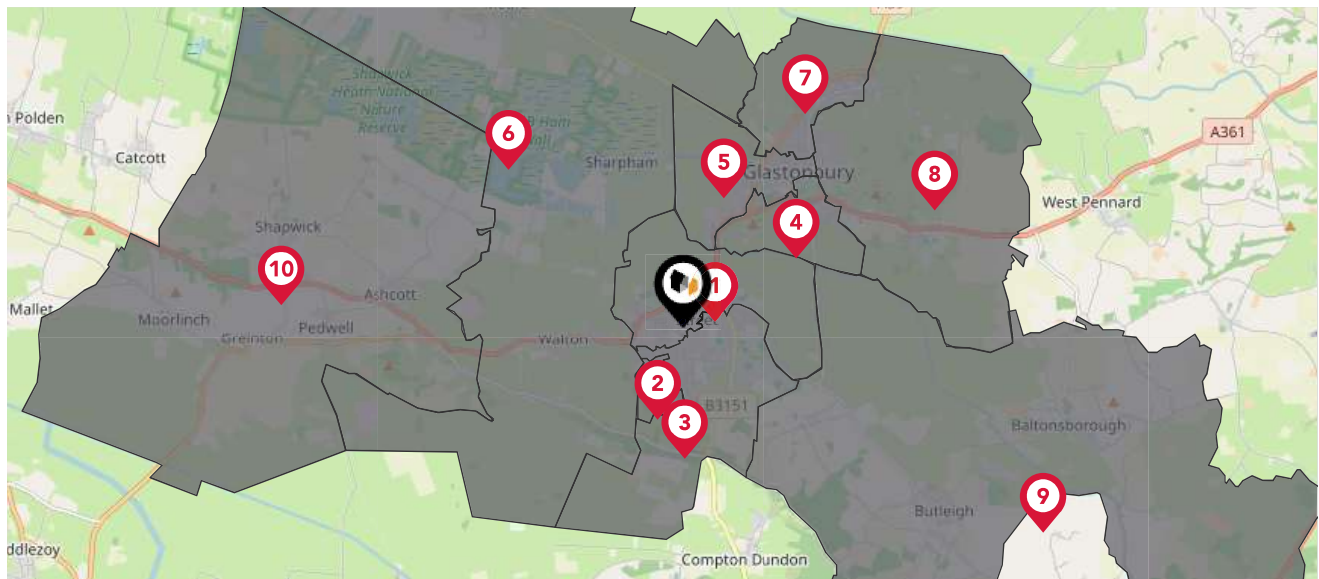 7
n Polden
Shapwick
Heath National
Nature
Reserve
6
Ham
A361
Catcott
Sharpham
5
Glastonbury
8
West Pennard
Shapwick
4
10
1
Mallet
Moorlinch
Ashcott
Pedwell
Greinton
Walton
2
3
B3151
Baltonsborough
9
Butleigh
ddlezoy
Compton Dundon